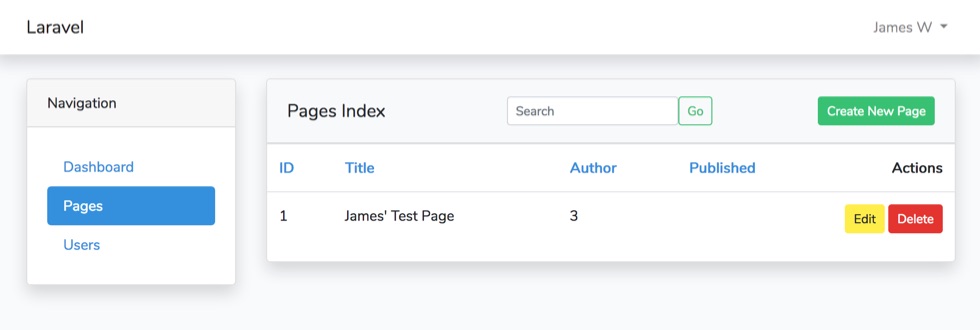 Laravel James W
Navigation
Dashboard
Pages
Users
Pages Index Search Go Create New Page
ID Title Author Published Actions
1 James' Test Page 3 Edit Delete